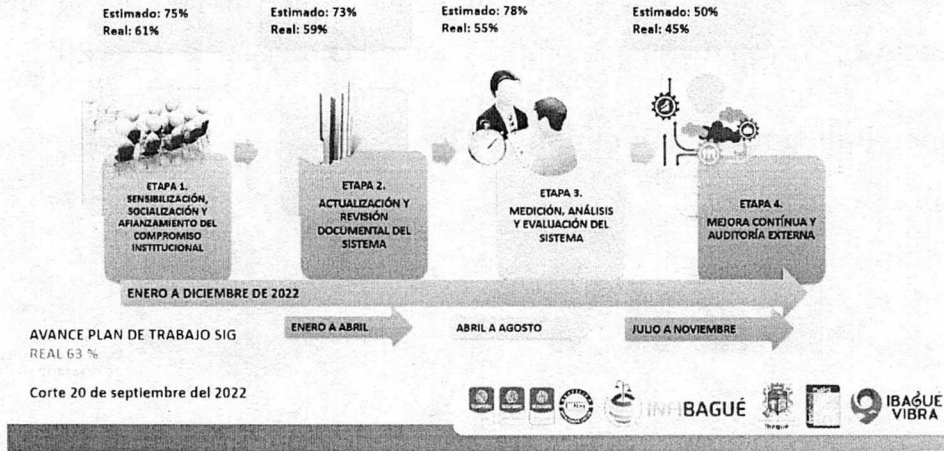 Estimado: 75%
Real: 61%
Estimado: 73%
Real: 59%
Estimado: 78%
Real: 55%
Estimado: 50%
Real: 45%
ETAPA 1.
SENSIBILIZACIÓN,
SOCIALIZACIÓN Y
AFIANZAMIENTO DEL
COMPROMISO
INSTITUCIONAL
ETAPA 2.
ACTUALIZACIÓN Y
REVISIÓN
DOCUMENTAL DEL
SISTEMA
ETAPA 3.
MEDICIÓN, ANÁLISIS
Y EVALUACIÓN DEL
SISTEMA
ETAPA 4.
MEJORA CONTÍNUA Y
AUDITORÍA EXTERNA
ENERO A DICIEMBRE DE 2022
ENERO A ABRIL
ABRIL A AGOSTO
JULIO A NOVIEMBRE
AVANCE PLAN DE TRABAJO SIG
REAL 63 %
Corte 20 de septiembre del 2022
INFIBAGUÉ
Ibagué
IBAGUÉ
VIBRA